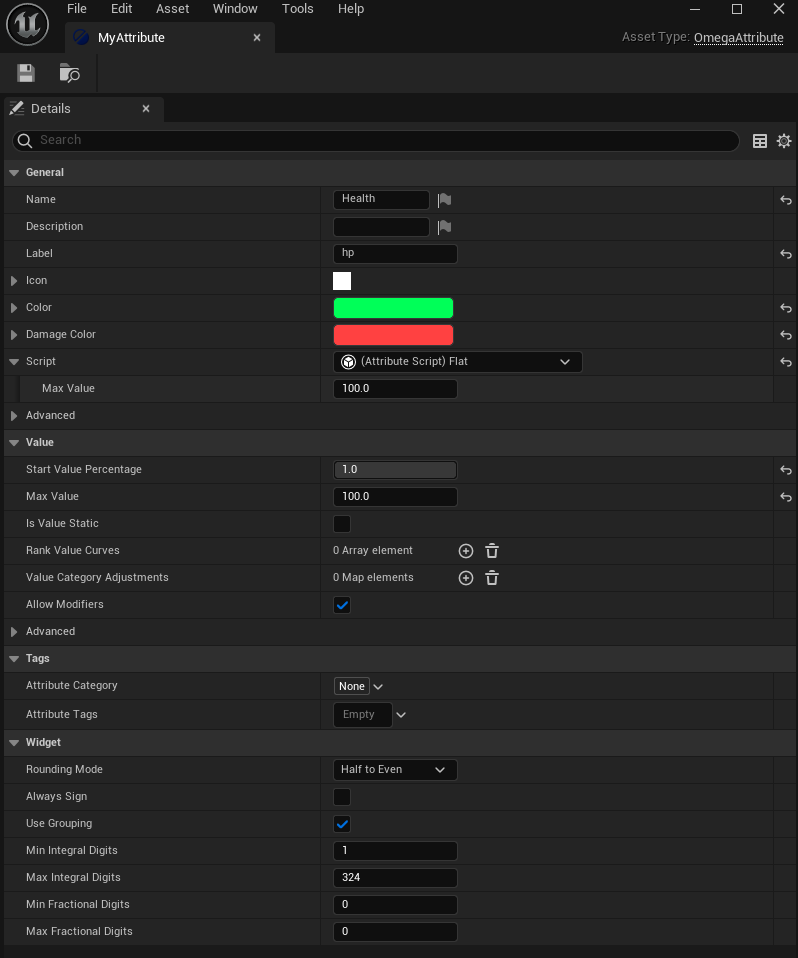 File Edit Asset Window Tools Help
MyAttribute
Asset Type: OmegaAttribute
Details
Search
General
Name Health
Description
Label hp
Icon
Color
Damage Color
Script (Attribute Script) Flat
Max Value 100.0
Advanced
Value
Start Value Percentage 1.0
Max Value 100.0
Is Value Static
Rank Value Curves 0 Array element
Value Category Adjustments 0 Map elements
Allow Modifiers
Advanced
Tags
Attribute Category None
Attribute Tags Empty
Widget
Rounding Mode Half to Even
Always Sign
Use Grouping
Min Integral Digits 1
Max Integral Digits 324
Min Fractional Digits 0
Max Fractional Digits 0